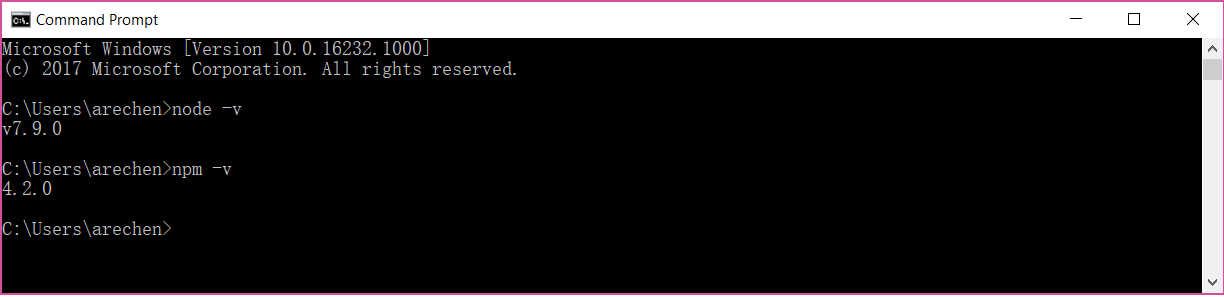 Command Prompt
Microsoft Windows [Version 10.0.16232.1000]
(c) 2017 Microsoft Corporation. All rights reserved.
C:\Users\arechen>node -v
v7.9.0
C:\Users\arechen>npm -v
4.2.0
C:\Users\arechen>